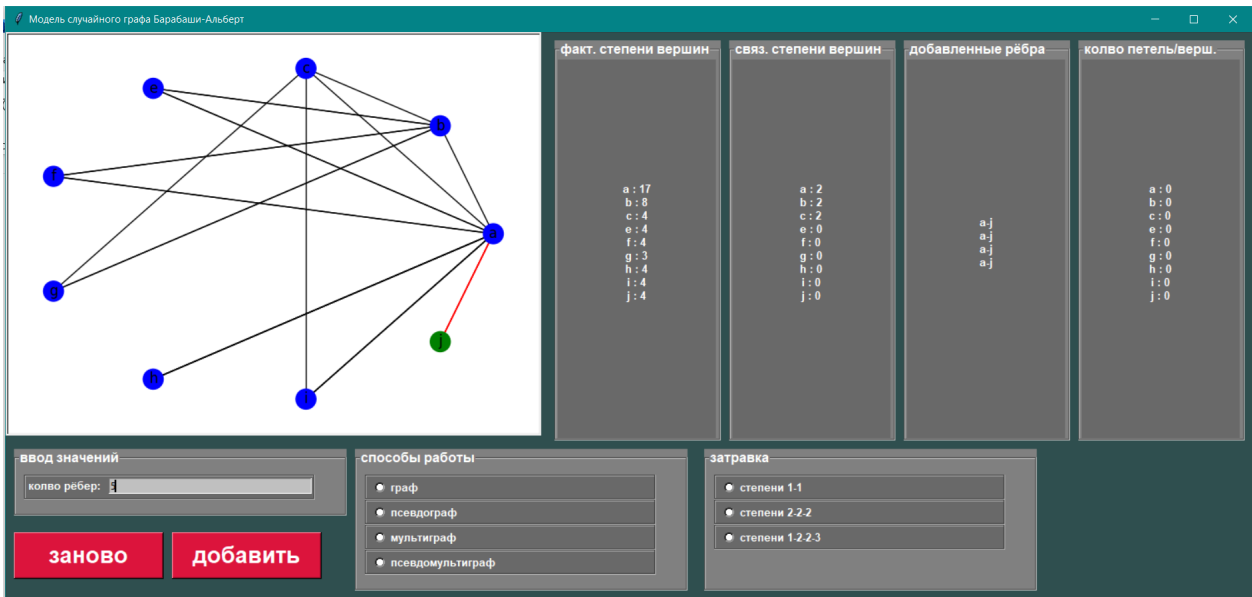 Модель случайного графа Барабаши-Альберт
c
e
b
f
a
g
j
h
i
факт. степени вершин
a : 17
b : 8
c : 4
e : 4
f : 4
g : 3
h : 4
i : 4
j : 4
связ. степени вершин
a : 2
b : 2
c : 2
e : 0
f : 0
g : 0
h : 0
i : 0
j : 0
добавленные рёбра
a-j
a-j
a-j
a-j
колво петель/верш.
a : 0
b : 0
c : 0
e : 0
f : 0
g : 0
h : 0
i : 0
j : 0
ввод значений
колво рёбер:
заново
добавить
способы работы
граф
псевдограф
мультиграф
псевдомультиграф
затравка
степени 1-1
степени 2-2-2
степени 1-2-2-3